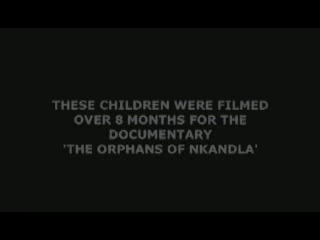 THESE CHILDREN WERE FILMED
OVER 8 MONTHS FOR THE
DOCUMENTARY
'THE ORPHANS OF NKANDLA'